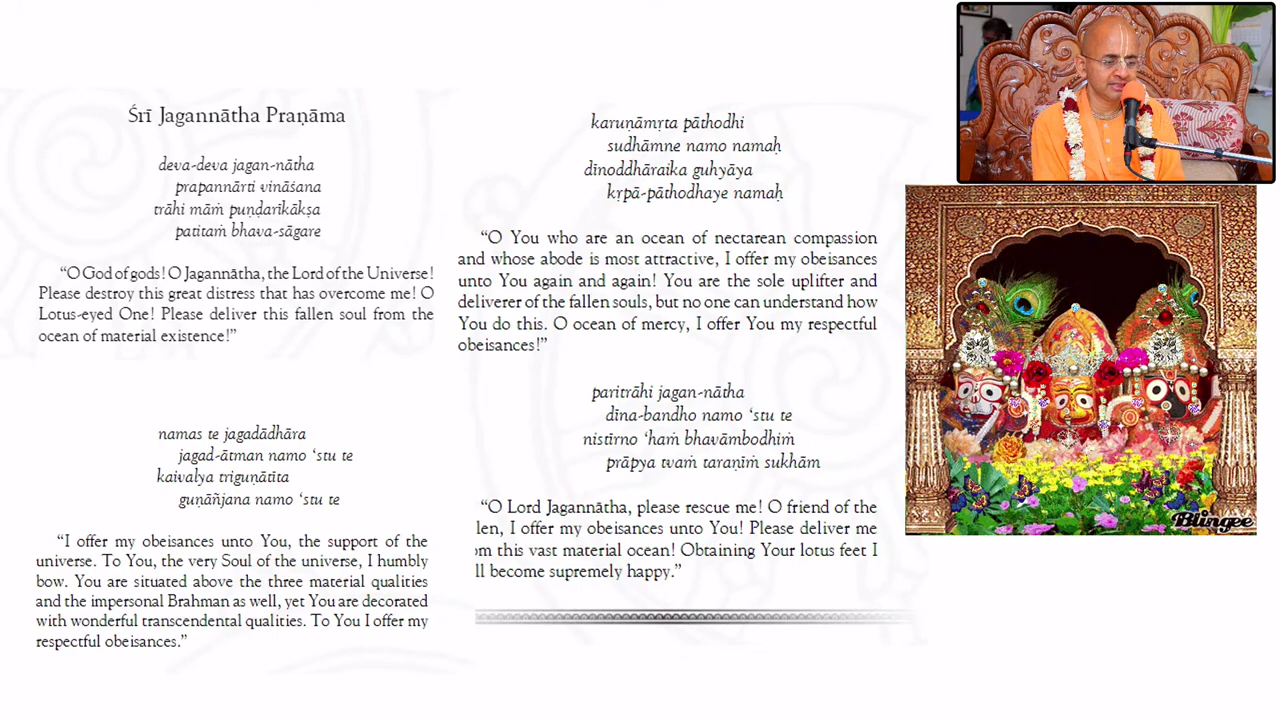 Śrī Jagannātha Praṇāma
deva-deva jagan-nātha
prapannārti vināśana
trāhi māṁ puṇḍarīkākṣa
patitaṁ bhava-sāgare
“O God of gods! O Jagannātha, the Lord of the Universe!
Please destroy this great distress that has overcome me! O
Lotus-eyed One! Please deliver this fallen soul from the
ocean of material existence!”
namas te jagadādhāra
jagad-ātman namo ‘stu te
kaivalya triguṇātīta
guṇāñjana namo ‘stu te
“I offer my obeisances unto You, the support of the
universe. To You, the very Soul of the universe, I humbly
bow. You are situated above the three material qualities
and the impersonal Brahman as well, yet You are decorated
with wonderful transcendental qualities. To You I offer my
respectful obeisances.”
karuṇāmṛta pāthodhi
sudhāmne namo namaḥ
dīnoddhāraika guhyāya
kṛpā-pāthodhaye namaḥ
“O You who are an ocean of nectarean compassion
and whose abode is most attractive, I offer my obeisances
unto You again and again! You are the sole uplifter and
deliverer of the fallen souls, but no one can understand how
You do this. O ocean of mercy, I offer You my respectful
obeisances!”
paritrāhi jagan-nātha
dīna-bandho namo ‘stu te
nistīrno ‘haṁ bhavāmbodhiṁ
prāpya tvaṁ taraṇīṁ sukhām
“O Lord Jagannātha, please rescue me! O friend of the
len, I offer my obeisances unto You! Please deliver me
om this vast material ocean! Obtaining Your lotus feet I
ll become supremely happy.”
Blingee